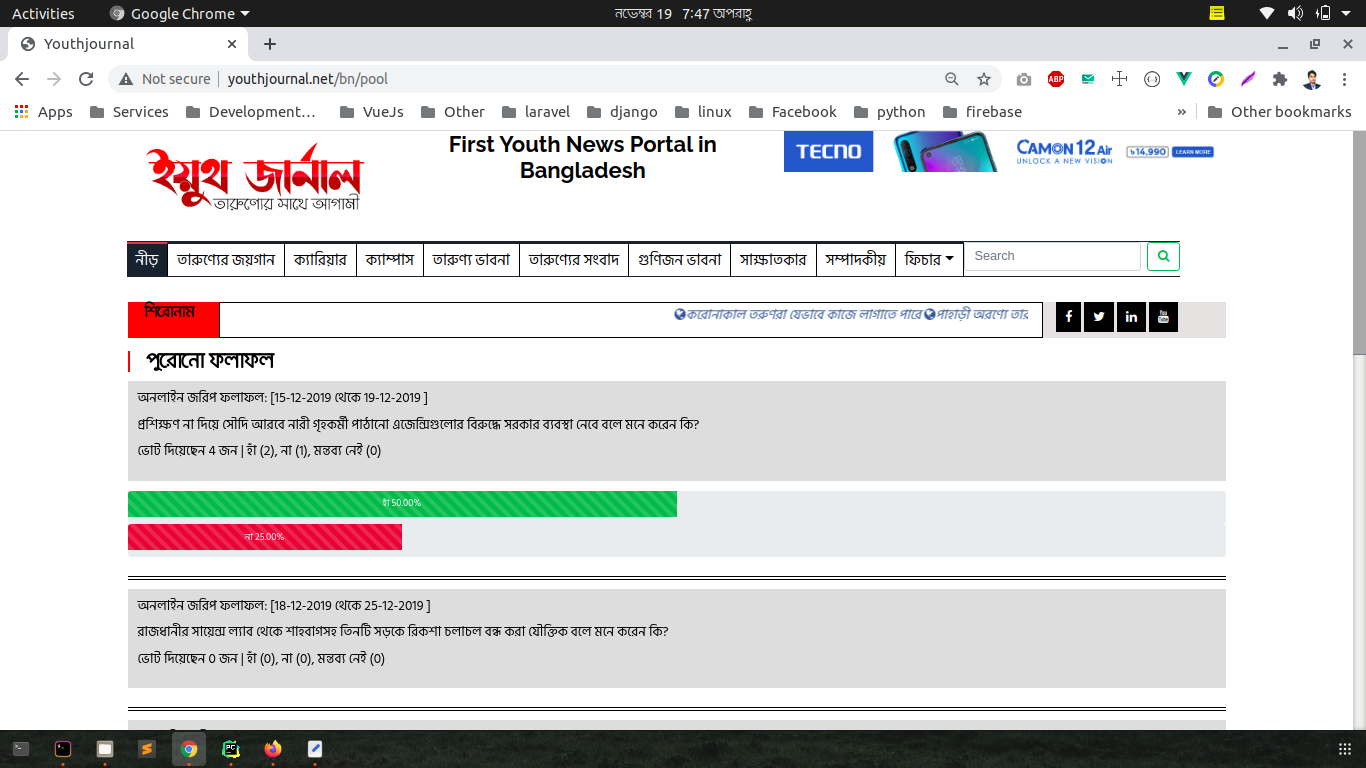 Activities Google Chrome নভেম্বর 19 7:47 অপরাহ্ণ
Youthjournal
Not secure youthjournal.net/bn/pool ABP
Apps Services Development… VueJs Other laravel django linux Facebook python firebase » Other bookmarks
ইয়ুথ জার্নাল
তারুণ্যের সাথে আগামী
First Youth News Portal in
Bangladesh
TECNO CAMON 12 Air
UNLOCK A NEW VISION
৳14,990 LEARN MORE
নীড় তারুণ্যের জয়গান ক্যারিয়ার ক্যাম্পাস তারুণ্য ভাবনা তারুণ্যের সংবাদ গুণিজন ভাবনা সাক্ষাতকার সম্পাদকীয় ফিচার Search
শিরোনাম করোনাকাল তরুণরা যেভাবে কাজে লাগাতে পারে পাহাড়ী অরণ্যে তার
পুরোনো ফলাফল
অনলাইন জরিপ ফলাফল: [15-12-2019 থেকে 19-12-2019 ]
প্রশিক্ষণ না দিয়ে সৌদি আরবে নারী গৃহকর্মী পাঠানো এজেন্সিগুলোর বিরুদ্ধে সরকার ব্যবস্থা নেবে বলে মনে করেন কি?
ভোট দিয়েছেন 4 জন | হাঁ (2), না (1), মন্তব্য নেই (0)
হাঁ 50.00%
না 25.00%
অনলাইন জরিপ ফলাফল: [18-12-2019 থেকে 25-12-2019 ]
রাজধানীর সায়েন্স ল্যাব থেকে শাহবাগসহ তিনটি সড়কে রিকশা চলাচল বন্ধ করা যৌক্তিক বলে মনে করেন কি?
ভোট দিয়েছেন 0 জন | হাঁ (0), না (0), মন্তব্য নেই (0)